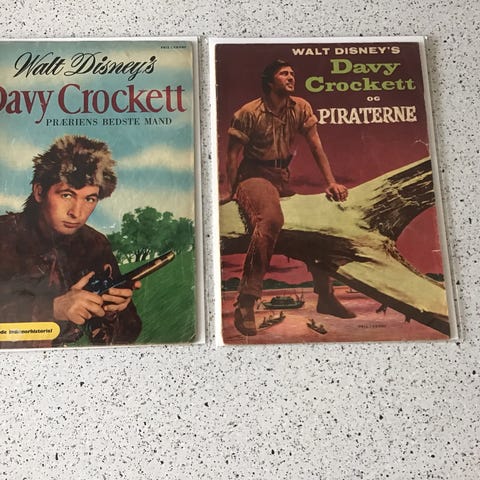 Walt Disney's
Davy Crockett
PRÆRIENS BEDSTE MAND
WALT DISNEY'S
Davy
Crockett
OG
PIRATERNE